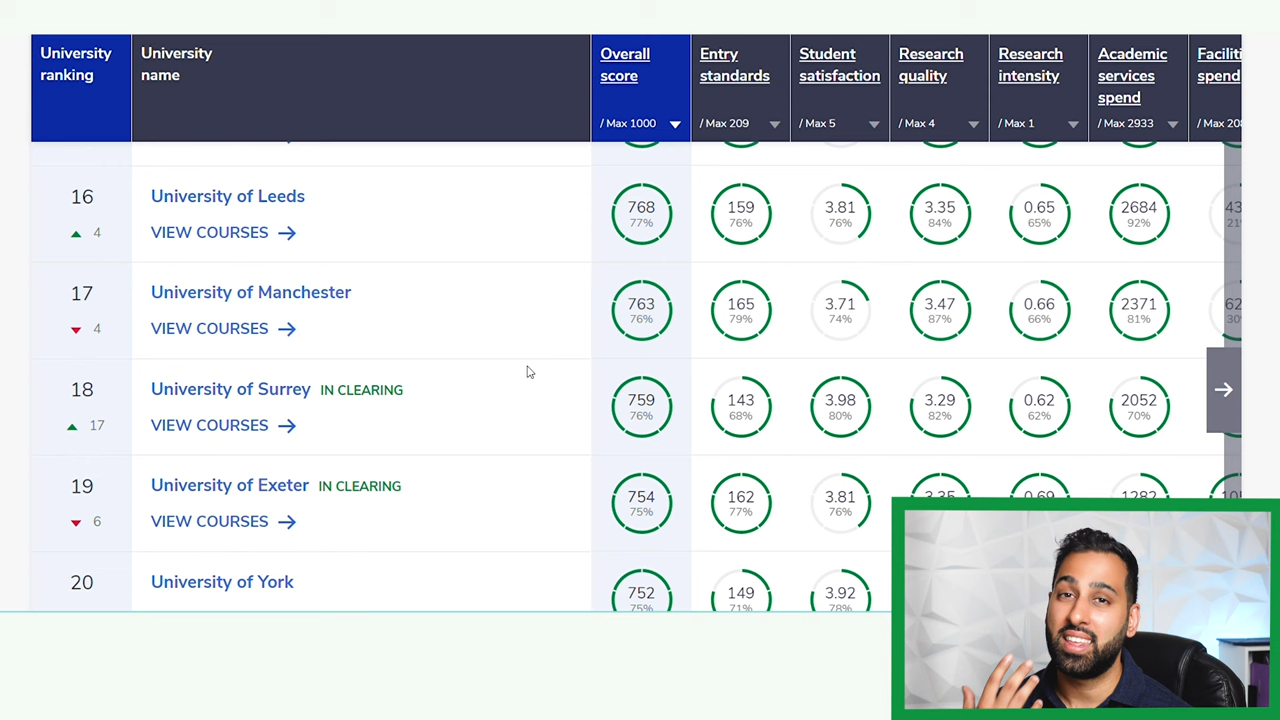 University ranking
University name
Overall score
/ Max 1000
Entry standards
/ Max 209
Student satisfaction
/ Max 5
Research quality
/ Max 4
Research intensity
/ Max 1
Academic services spend
/ Max 2933
spend
16
4
University of Leeds
VIEW COURSES →
768
77%
159
76%
3.81
76%
3.35
84%
0.65
65%
2684
92%
17
4
University of Manchester
VIEW COURSES →
763
76%
165
79%
3.71
74%
3.47
87%
0.66
66%
2371
81%
18
17
University of Surrey IN CLEARING
VIEW COURSES →
759
76%
143
68%
3.98
80%
3.29
82%
0.62
62%
2052
70%
19
6
University of Exeter IN CLEARING
VIEW COURSES →
754
75%
162
77%
3.81
76%
20
University of York
752
75%
149
71%
3.92
78%